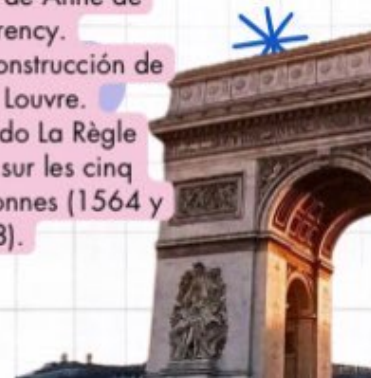 de Anne de
rency.
onstrucción de
Louvre.
do La Règle
sur les cinq
onnes (1564 y
3).